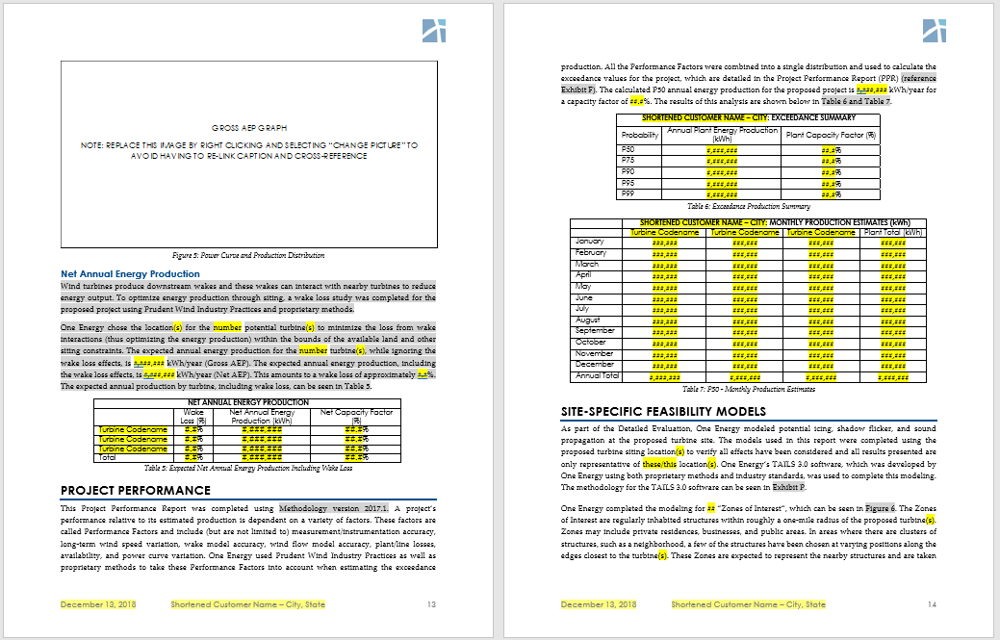 GROSS AEP GRAPH
NOTE: REPLACE THIS IMAGE BY RIGHT CLICKING AND SELECTING “CHANGE PICTURE” TO
AVOID HAVING TO RE-LINK CAPTION AND CROSS-REFERENCE
Figure 5: Power Curve and Production Distribution
Net Annual Energy Production
Wind turbines produce downstream wakes and these wakes can interact with nearby turbines to reduce
energy output. To optimize energy production through siting, a wake loss study was completed for the
proposed project using Prudent Wind Industry Practices and proprietary methods.
One Energy chose the location(s) for the number potential turbine(s) to minimize the loss from wake
interactions (thus optimizing the energy production) within the bounds of the available land and other
siting constraints. The expected annual energy production for the number turbine(s), while ignoring the
wake loss effects, is #,###,### kWh/year (Gross AEP). The expected annual energy production, including
the wake loss effects, is #,###,### kWh/year (Net AEP). This amounts to a wake loss of approximately #.#%.
The expected annual production by turbine, including wake loss, can be seen in Table 5.
NET ANNUAL ENERGY PRODUCTION
Wake Loss (%) Net Annual Energy Production (kWh) Net Capacity Factor (%)
Turbine Codename #.#% #,###,### ##.#%
Turbine Codename #.#% #,###,### ##.#%
Turbine Codename #.#% #,###,### ##.#%
Total #.#% #,###,### ##.#%
Table 5: Expected Net Annual Energy Production Including Wake Loss
PROJECT PERFORMANCE
This Project Performance Report was completed using Methodology version 2017.1. A project’s
performance relative to its estimated production is dependent on a variety of factors. These factors are
called Performance Factors and include (but are not limited to) measurement/instrumentation accuracy,
long-term wind speed variation, wake model accuracy, wind flow model accuracy, plant/line losses,
availability, and power curve variation. One Energy used Prudent Wind Industry Practices as well as
proprietary methods to take these Performance Factors into account when estimating the exceedance
December 13, 2018 Shortened Customer Name – City, State 13
production. All the Performance Factors were combined into a single distribution and used to calculate the
exceedance values for the project, which are detailed in the Project Performance Report (PPR) (reference
Exhibit F). The calculated P50 annual energy production for the proposed project is #,###,### kWh/year for
a capacity factor of ##.#%. The results of this analysis are shown below in Table 6 and Table 7.
SHORTENED CUSTOMER NAME – CITY: EXCEEDANCE SUMMARY
Probability Annual Plant Energy Production (kWh) Plant Capacity Factor (%)
P50 #,###,### ##.#%
P75 #,###,### ##.#%
P90 #,###,### ##.#%
P95 #,###,### ##.#%
P99 #,###,### ##.#%
Table 6: Exceedance Production Summary
SHORTENED CUSTOMER NAME – CITY: MONTHLY PRODUCTION ESTIMATES (kWh)
Turbine Codename Turbine Codename Turbine Codename Plant Total (kWh)
January ###,### ###,### ###,### ###,###
February ###,### ###,### ###,### ###,###
March ###,### ###,### ###,### ###,###
April ###,### ###,### ###,### ###,###
May ###,### ###,### ###,### ###,###
June ###,### ###,### ###,### ###,###
July ###,### ###,### ###,### ###,###
August ###,### ###,### ###,### ###,###
September ###,### ###,### ###,### ###,###
October ###,### ###,### ###,### ###,###
November ###,### ###,### ###,### ###,###
December ###,### ###,### ###,### ###,###
Annual Total #,###,### #,###,### #,###,### #,###,###
Table 7: P50 - Monthly Production Estimates
SITE-SPECIFIC FEASIBILITY MODELS
As part of the Detailed Evaluation, One Energy modeled potential icing, shadow flicker, and sound
propagation at the proposed turbine site. The models used in this report were completed using the
proposed turbine siting location(s) to verify all effects have been considered and all results presented are
only representative of these/this location(s). One Energy’s TAILS 3.0 software, which was developed by
One Energy using both proprietary methods and industry standards, was used to complete this modeling.
The methodology for the TAILS 3.0 software can be seen in Exhibit P.
One Energy completed the modeling for ## “Zones of Interest”, which can be seen in Figure 6. The Zones
of Interest are regularly inhabited structures within roughly a one-mile radius of the proposed turbine(s).
Zones may include private residences, businesses, and public areas. In areas where there are clusters of
structures, such as a neighborhood, a few of the structures have been chosen at varying positions along the
edges closest to the turbine(s). These Zones are expected to represent the nearby structures and are taken
December 13, 2018 Shortened Customer Name – City, State 14